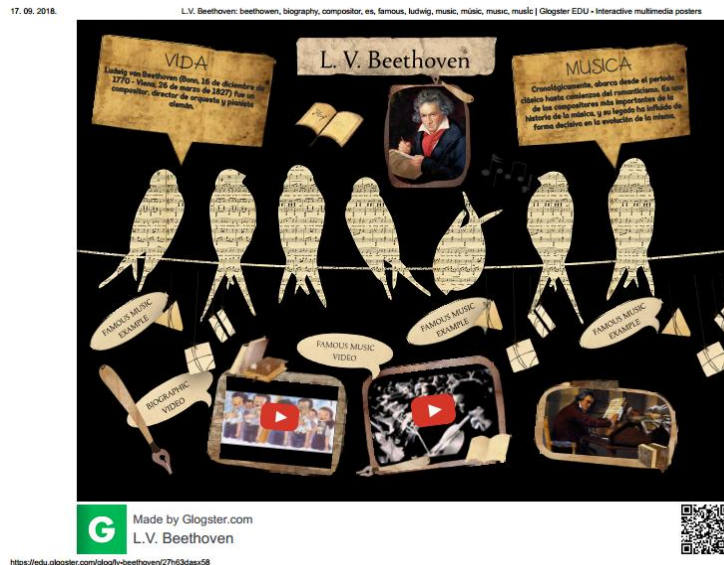 17. 09. 2018.
L.V. Beethoven: beethowen, biography, compositor, es, famous, ludwig, music, mùsic, musıc, musİc | Glogster EDU - Interactive multimedia posters
L. V. Beethoven
VIDA
Ludwig van Beethoven (Bonn, 16 de diciembre de
1770 - Viena, 26 de marzo de 1827) fue un
compositor, director de orquesta y pianista
alemán.
MUSICA
Cronológicamente, abarca desde el periodo
clásico hasta comienzos del romanticismo. Es uno
de los compositores más importantes de la
historia de la música, y su legado ha influido de
forma decisiva en la evolución de la misma.
FAMOUS MUSIC
EXAMPLE
FAMOUS MUSIC
EXAMPLE
FAMOUS MUSIC
EXAMPLE
FAMOUS MUSIC
VIDEO
BIOGRAPHIC
VIDEO
G
Made by Glogster.com
L.V. Beethoven
https://edu.glogster.com/glog/lv-beethoven/27h63dasx58